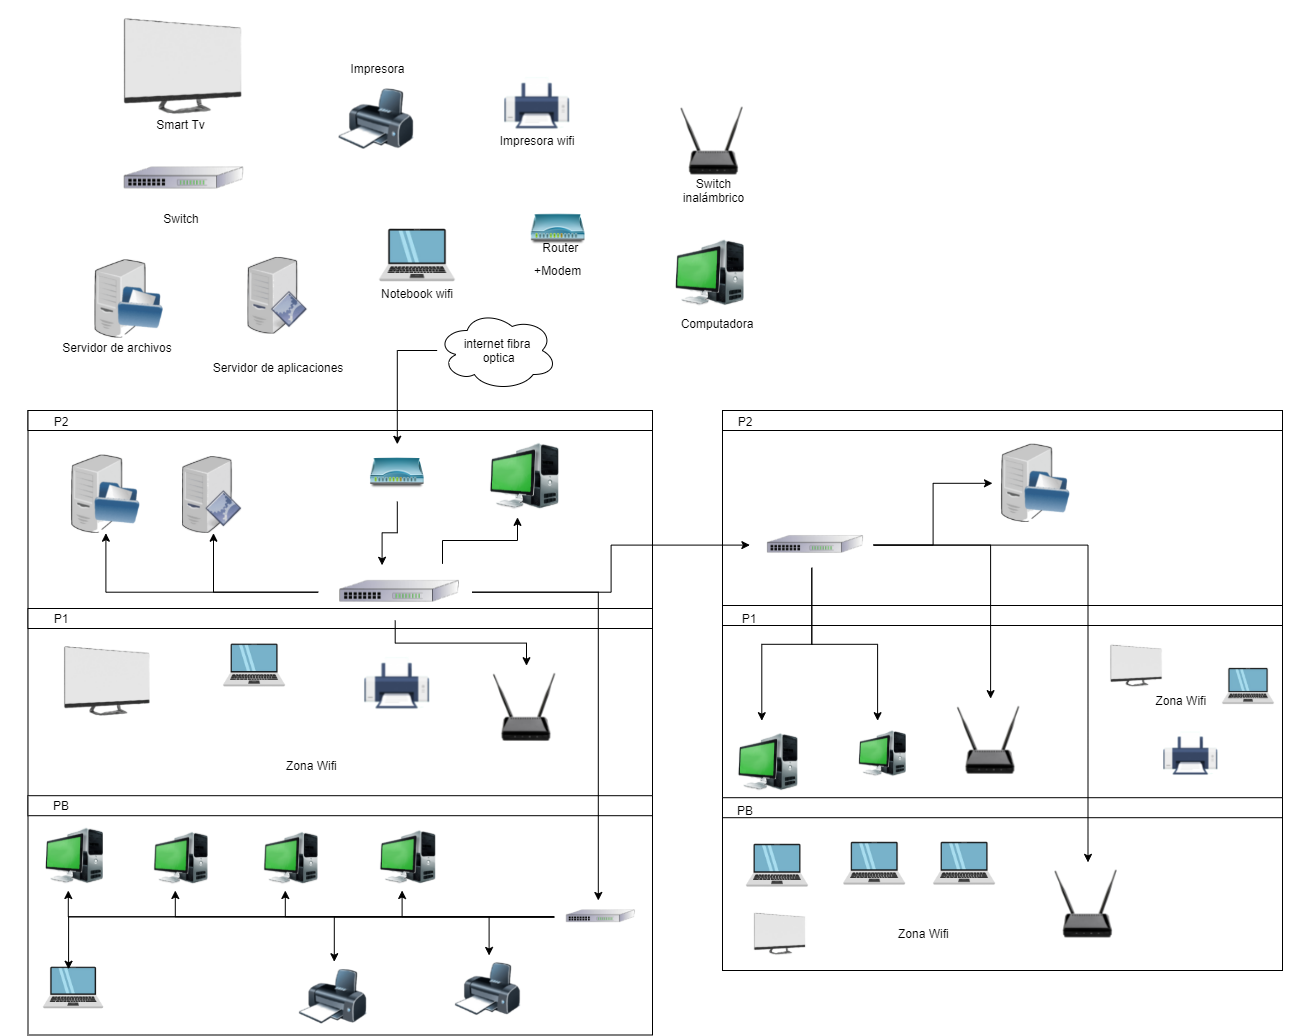 Impresora
Smart Tv
Impresora wifi
Switch
inalámbrico
Switch
Router
+Modem
Notebook wifi
Computadora
Servidor de archivos
Servidor de aplicaciones
internet fibra
optica
P2
P1
Zona Wifi
PB
P2
P1
Zona Wifi
PB
Zona Wifi